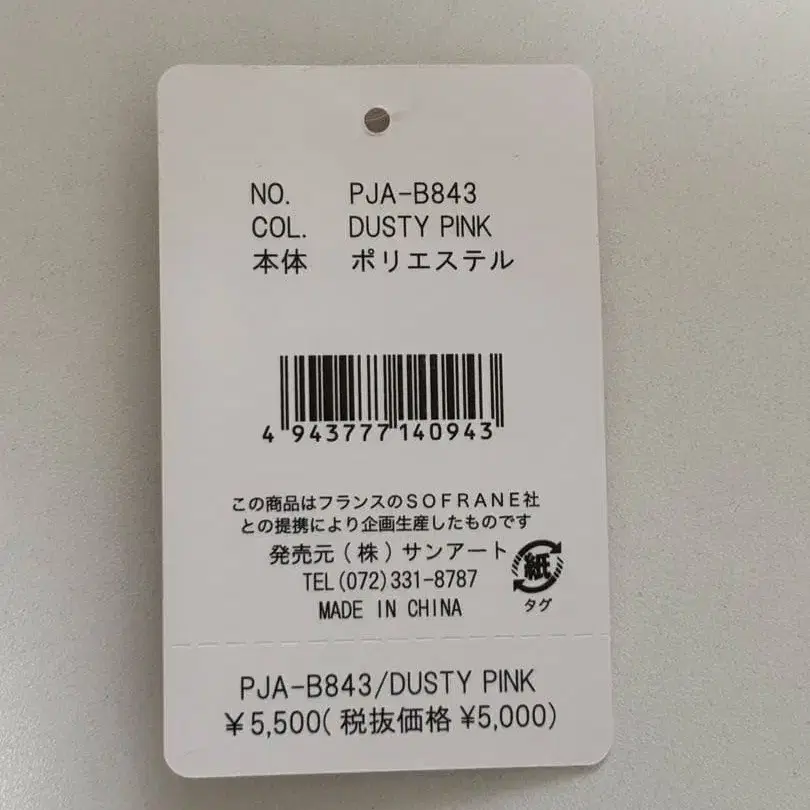 NO. PJA-B843
COL. DUSTY PINK
本体 ポリエステル
4 943777 140943
この商品はフランスのSOFRANE社
との提携により企画生産したものです
発売元(株)サンアート
紙
タグ
TEL(072)331-8787
MADE IN CHINA
PJA-B843/DUSTY PINK
¥5,500(税抜価格 ¥5,000)